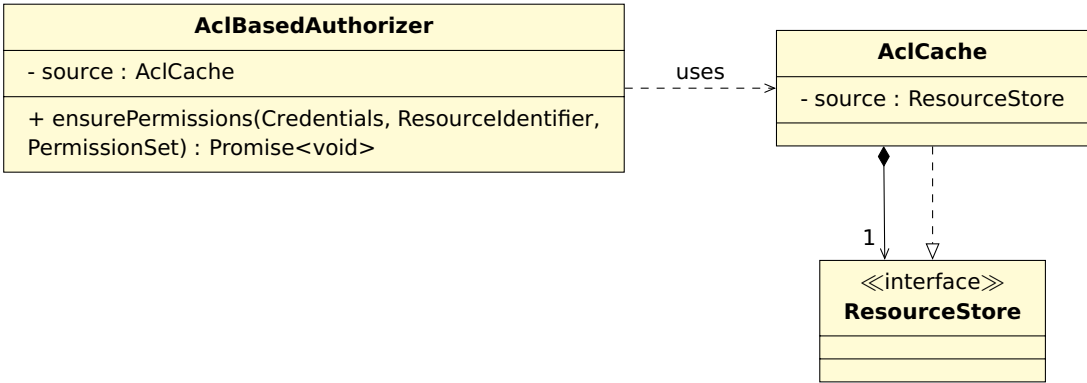 AclBasedAuthorizer
- source : AclCache
+ ensurePermissions(Credentials, ResourceIdentifier,
PermissionSet) : Promise<void>
uses
AclCache
- source : ResourceStore
1
≪interface≫
ResourceStore